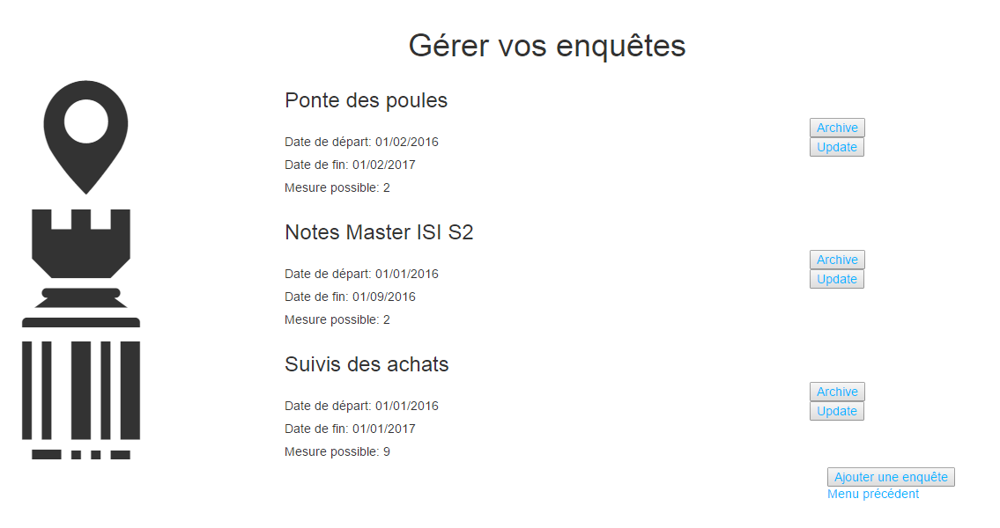 Gérer vos enquêtes
Ponte des poules
Archive
Date de départ: 01/02/2016
Update
Date de fin: 01/02/2017
Mesure possible: 2
Notes Master ISI S2
Archive
Date de départ: 01/01/2016
Update
Date de fin: 01/09/2016
Mesure possible: 2
Suivis des achats
Archive
Date de départ: 01/01/2016
Update
Date de fin: 01/01/2017
Mesure possible: 9
Ajouter une enquête
Menu précédent